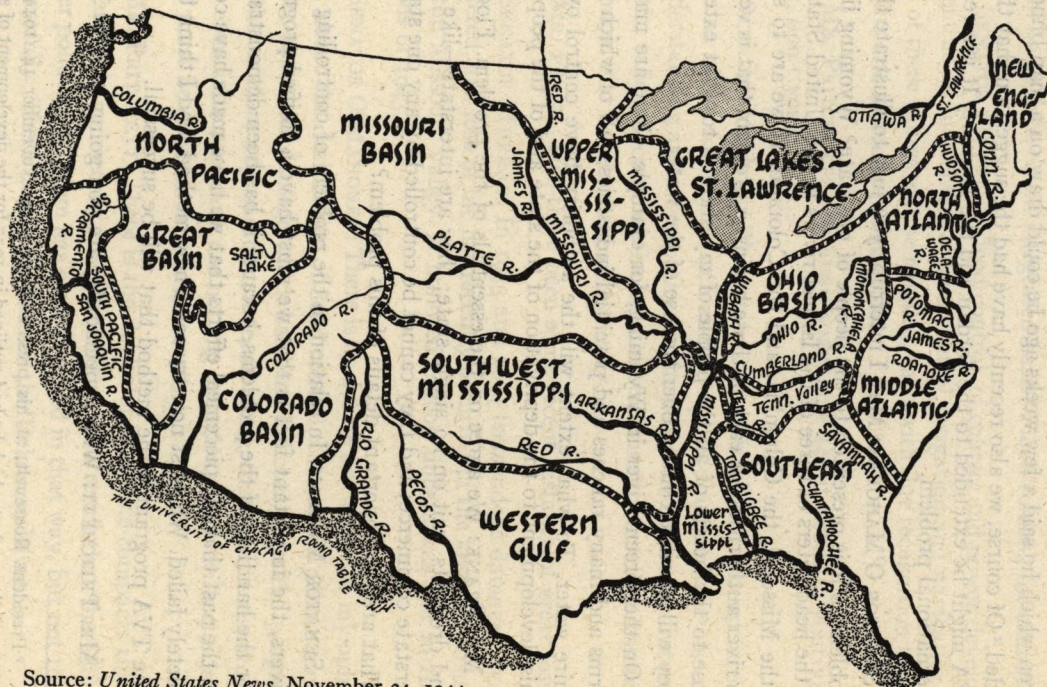 COLUMBIA R.
NORTH
PACIFIC
MISSOURI
BASIN
RED R.
JAMES R.
UPPER
MIS-
SIS-
SIPPI
MISSISSIPPI R.
GREAT LAKES-
ST. LAWRENCE
OTTAWA R.
ST. LAWRENCE
NEW
ENG-
LAND
CONN. R.
HUDSON R.
NORTH
ATLANTIC
DELA-
WARE R.
SACRAMENTO
R.
GREAT
BASIN
SALT
LAKE
SOUTH PACIFIC
SAN JOAQUIN R.
PLATTE R.
MISSOURI R.
WABASH R.
OHIO
BASIN
OHIO R.
MONONGAHELA
R.
POTOMAC
R.
JAMES R.
ROANOKE R.
COLORADO R.
COLORADO
BASIN
SOUTH WEST
MISSISSIPPI
ARKANSAS R.
CUMBERLAND R.
TENN. Valley
TENN. R.
MIDDLE
ATLANTIC
SAVANNAH R.
RIO GRANDE R.
PECOS R.
RED R.
WESTERN
GULF
MISSISSIPPI R.
Lower
Missis-
sippi
TOMBIGBEE R.
SOUTHEAST
CHATTAHOOCHEE R.
THE UNIVERSITY OF CHICAGO ROUND TABLE - 
Source: United States News, November 24,